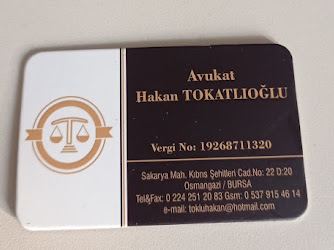 Avukat
Hakan TOKATLIOĞLU
Vergi No: 19268711320
Sakarya Mah. Kıbrıs Şehitleri Cad.No: 22 D:20
Osmangazi / BURSA
Tel&Fax: 0 224 251 20 83 Gsm: 0 537 915 46 14
e-mail: tokluhakan@hotmail.com